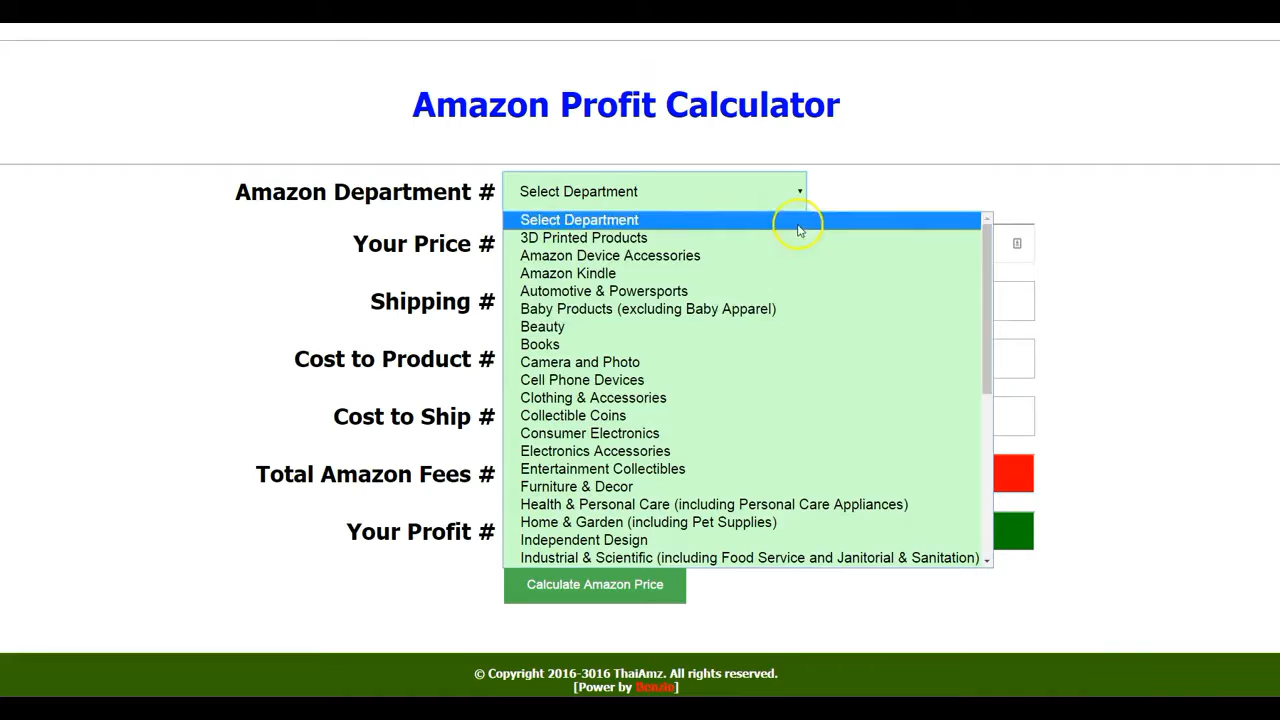 Amazon Profit Calculator
Amazon Department #
Select Department
Select Department
3D Printed Products
Amazon Device Accessories
Amazon Kindle
Automotive & Powersports
Baby Products (excluding Baby Apparel)
Beauty
Books
Camera and Photo
Cell Phone Devices
Clothing & Accessories
Collectible Coins
Consumer Electronics
Electronics Accessories
Entertainment Collectibles
Furniture & Decor
Health & Personal Care (including Personal Care Appliances)
Home & Garden (including Pet Supplies)
Independent Design
Industrial & Scientific (including Food Service and Janitorial & Sanitation)
Your Price #
Shipping #
Cost to Product #
Cost to Ship #
Total Amazon Fees #
Your Profit #
Calculate Amazon Price
© Copyright 2016-3016 ThaiAmz. All rights reserved.
[Power by Benzio]